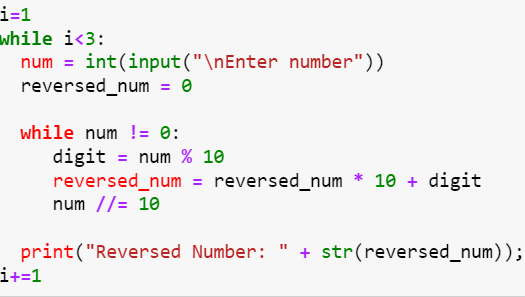 i=1
while i<3:
  num = int(input("\nEnter number"))
  reversed_num = 0

  while num != 0:
     digit = num % 10
     reversed_num = reversed_num * 10 + digit
     num //= 10

  print("Reversed Number: " + str(reversed_num));
i+=1